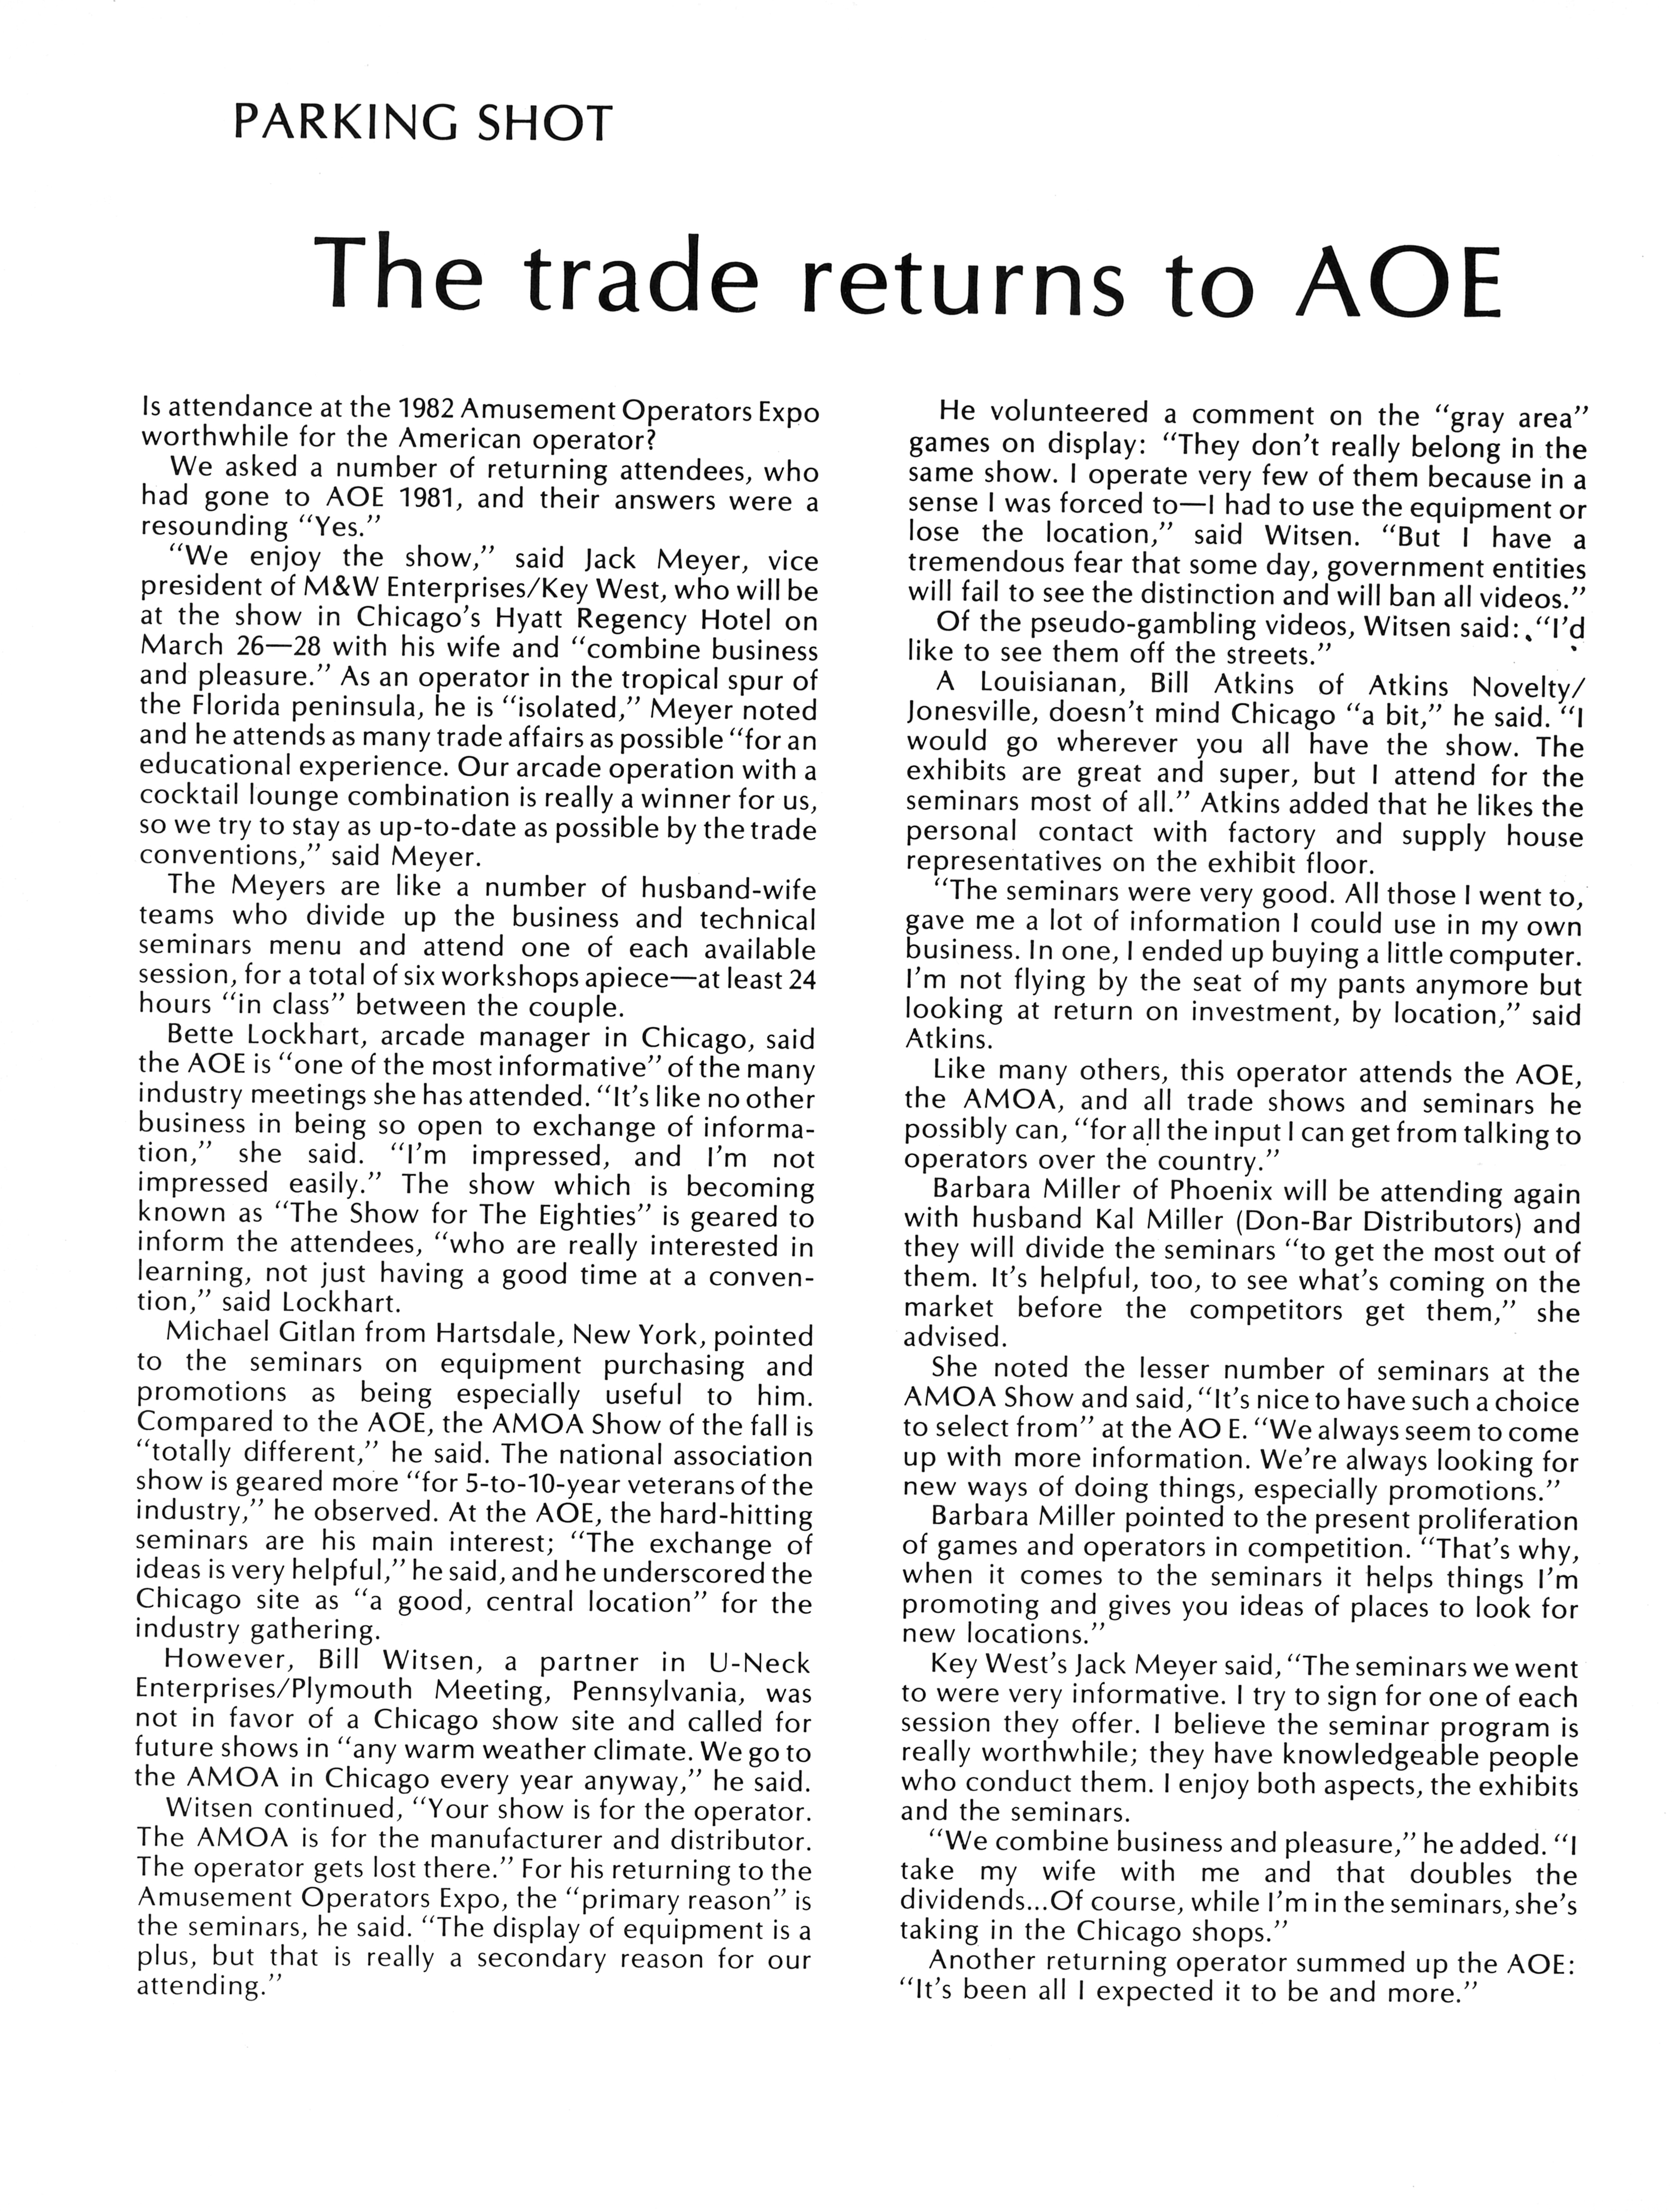 PARKING SHOT
The trade returns to AOE
Is attendance at the 1982 Amusement Operators Expo
worthwhile for the American operator?
We asked a number of returning attendees, who
had gone to AOE 1981, and their answers were a
resounding “Yes.”
“We enjoy the show,” said Jack Meyer, vice
president of M&W Enterprises/Key West, who will be
at the show in Chicago’s Hyatt Regency Hotel on
March 26—28 with his wife and “combine business
and pleasure.” As an operator in the tropical spur of
the Florida peninsula, he is “isolated,” Meyer noted
and he attends as many trade affairs as possible “for an
educational experience. Our arcade operation with a
cocktail lounge combination is really a winner for us,
so we try to stay as up-to-date as possible by the trade
conventions,” said Meyer.
The Meyers are like a number of husband-wife
teams who divide up the business and technical
seminars menu and attend one of each available
session, for a total of six workshops apiece—at least 24
hours “in class” between the couple.
Bette Lockhart, arcade manager in Chicago, said
the AOE is “one of the most informative” of the many
industry meetings she has attended. “It’s like no other
business in being so open to exchange of informa-
tion,” she said. “I’m impressed, and I’m not
impressed easily.” The show which is becoming
known as “The Show for The Eighties” is geared to
inform the attendees, “who are really interested in
learning, not just having a good time at a conven-
tion,” said Lockhart.
Michael Gitlan from Hartsdale, New York, pointed
to the seminars on equipment purchasing and
promotions as being especially useful to him.
Compared to the AOE, the AMOA Show of the fall is
“totally different,” he said. The national association
show is geared more “for 5-to-10-year veterans of the
industry,” he observed. At the AOE, the hard-hitting
seminars are his main interest; “The exchange of
ideas is very helpful,” he said, and he underscored the
Chicago site as “a good, central location” for the
industry gathering.
However, Bill Witsen, a partner in U-Neck
Enterprises/Plymouth Meeting, Pennsylvania, was
not in favor of a Chicago show site and called for
future shows in “any warm weather climate. We go to
the AMOA in Chicago every year anyway,” he said.
Witsen continued, “Your show is for the operator.
The AMOA is for the manufacturer and distributor.
The operator gets lost there.” For his returning to the
Amusement Operators Expo, the “primary reason” is
the seminars, he said. “The display of equipment is a
plus, but that is really a secondary reason for our
attending.”
He volunteered a comment on the “gray area”
games on display: “They don’t really belong in the
same show. I operate very few of them because in a
sense I was forced to—I had to use the equipment or
lose the location,” said Witsen. “But I have a
tremendous fear that some day, government entities
will fail to see the distinction and will ban all videos.”
Of the pseudo-gambling videos, Witsen said: “I’d
like to see them off the streets.”
A Louisianan, Bill Atkins of Atkins Novelty/
Jonesville, doesn’t mind Chicago “a bit,” he said. “I
would go wherever you all have the show. The
exhibits are great and super, but I attend for the
seminars most of all.” Atkins added that he likes the
personal contact with factory and supply house
representatives on the exhibit floor.
“The seminars were very good. All those I went to,
gave me a lot of information I could use in my own
business. In one, I ended up buying a little computer.
I’m not flying by the seat of my pants anymore but
looking at return on investment, by location,” said
Atkins.
Like many others, this operator attends the AOE,
the AMOA, and all trade shows and seminars he
possibly can, “for all the input I can get from talking to
operators over the country.”
Barbara Miller of Phoenix will be attending again
with husband Kal Miller (Don-Bar Distributors) and
they will divide the seminars “to get the most out of
them. It’s helpful, too, to see what’s coming on the
market before the competitors get them,” she
advised.
She noted the lesser number of seminars at the
AMOA Show and said, “It’s nice to have such a choice
to select from” at the AO E. “We always seem to come
up with more information. We’re always looking for
new ways of doing things, especially promotions.”
Barbara Miller pointed to the present proliferation
of games and operators in competition. “That’s why,
when it comes to the seminars it helps things I’m
promoting and gives you ideas of places to look for
new locations.”
Key West’s Jack Meyer said, “The seminars we went
to were very informative. I try to sign for one of each
session they offer. I believe the seminar program is
really worthwhile; they have knowledgeable people
who conduct them. I enjoy both aspects, the exhibits
and the seminars.
“We combine business and pleasure,” he added. “I
take my wife with me and that doubles the
dividends...Of course, while I’m in the seminars, she’s
taking in the Chicago shops.”
Another returning operator summed up the AOE:
“It’s been all I expected it to be and more.”